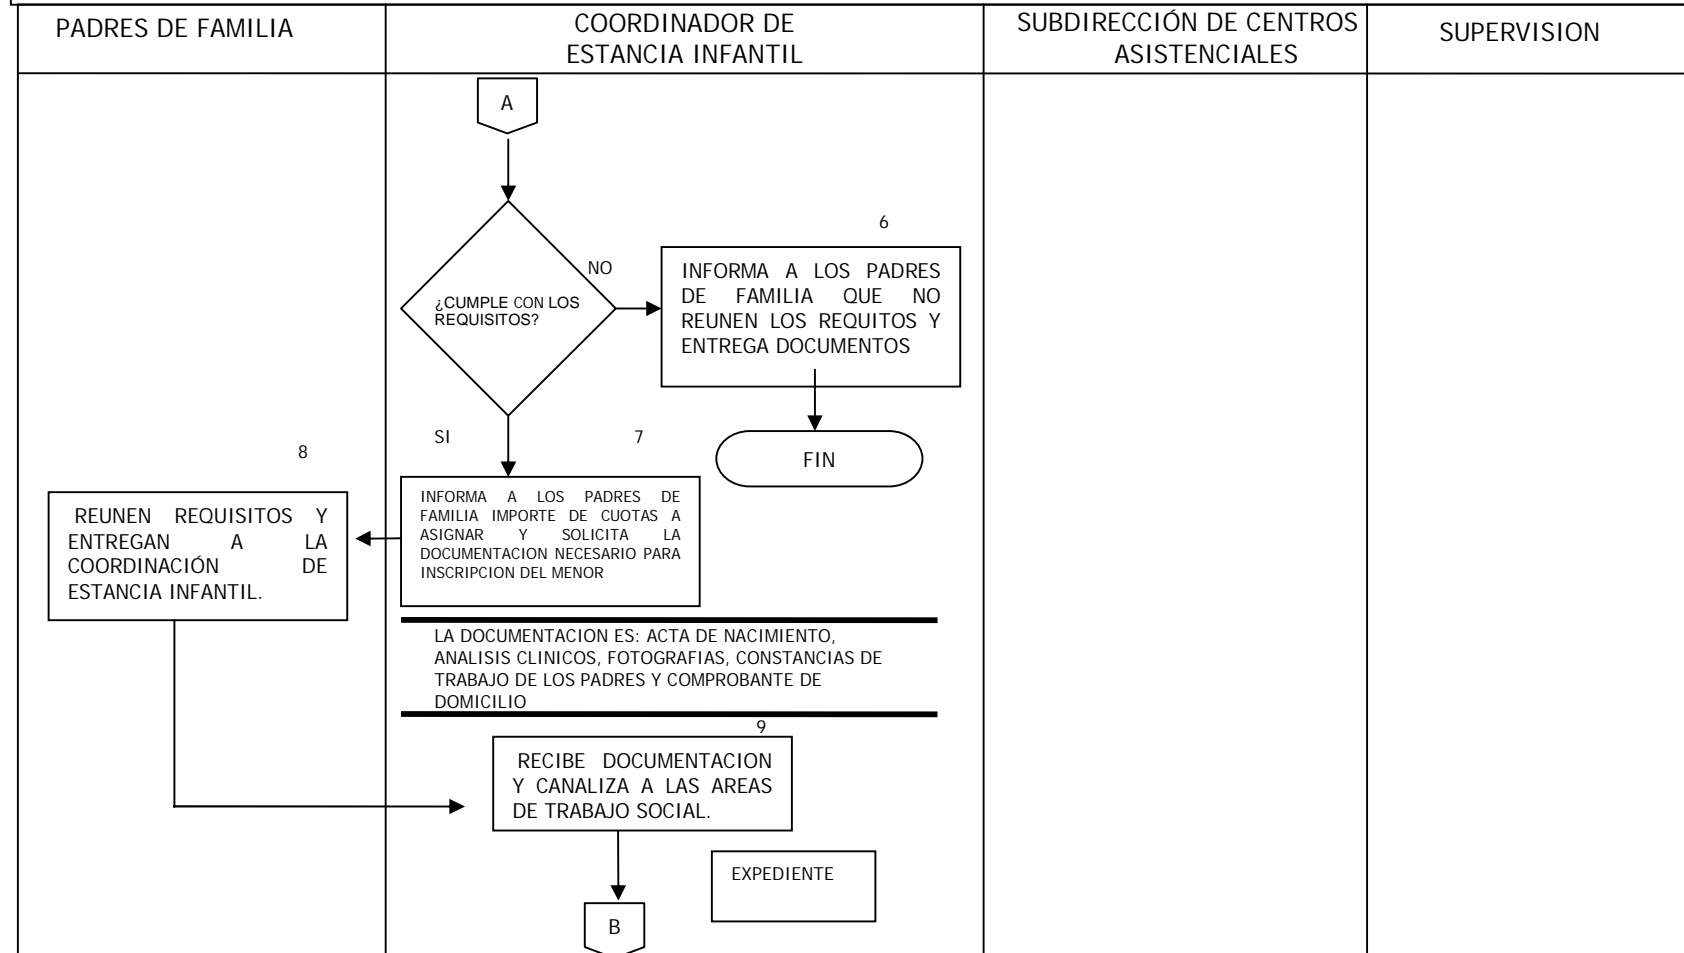 PADRES DE FAMILIA
COORDINADOR DE
ESTANCIA INFANTIL
SUBDIRECCIÓN DE CENTROS
ASISTENCIALES
SUPERVISION
A
¿CUMPLE CON LOS
REQUISITOS?
NO
6
INFORMA A LOS PADRES
DE FAMILIA QUE NO
REUNEN LOS REQUITOS Y
ENTREGA DOCUMENTOS
FIN
SI
7
INFORMA A LOS PADRES DE
FAMILIA IMPORTE DE CUOTAS A
ASIGNAR Y SOLICITA LA
DOCUMENTACION NECESARIO PARA
INSCRIPCION DEL MENOR
8
REUNEN REQUISITOS Y
ENTREGAN A LA
COORDINACIÓN DE
ESTANCIA INFANTIL.
LA DOCUMENTACION ES: ACTA DE NACIMIENTO,
ANALISIS CLINICOS, FOTOGRAFIAS, CONSTANCIAS DE
TRABAJO DE LOS PADRES Y COMPROBANTE DE
DOMICILIO
9
RECIBE DOCUMENTACION
Y CANALIZA A LAS AREAS
DE TRABAJO SOCIAL.
EXPEDIENTE
B